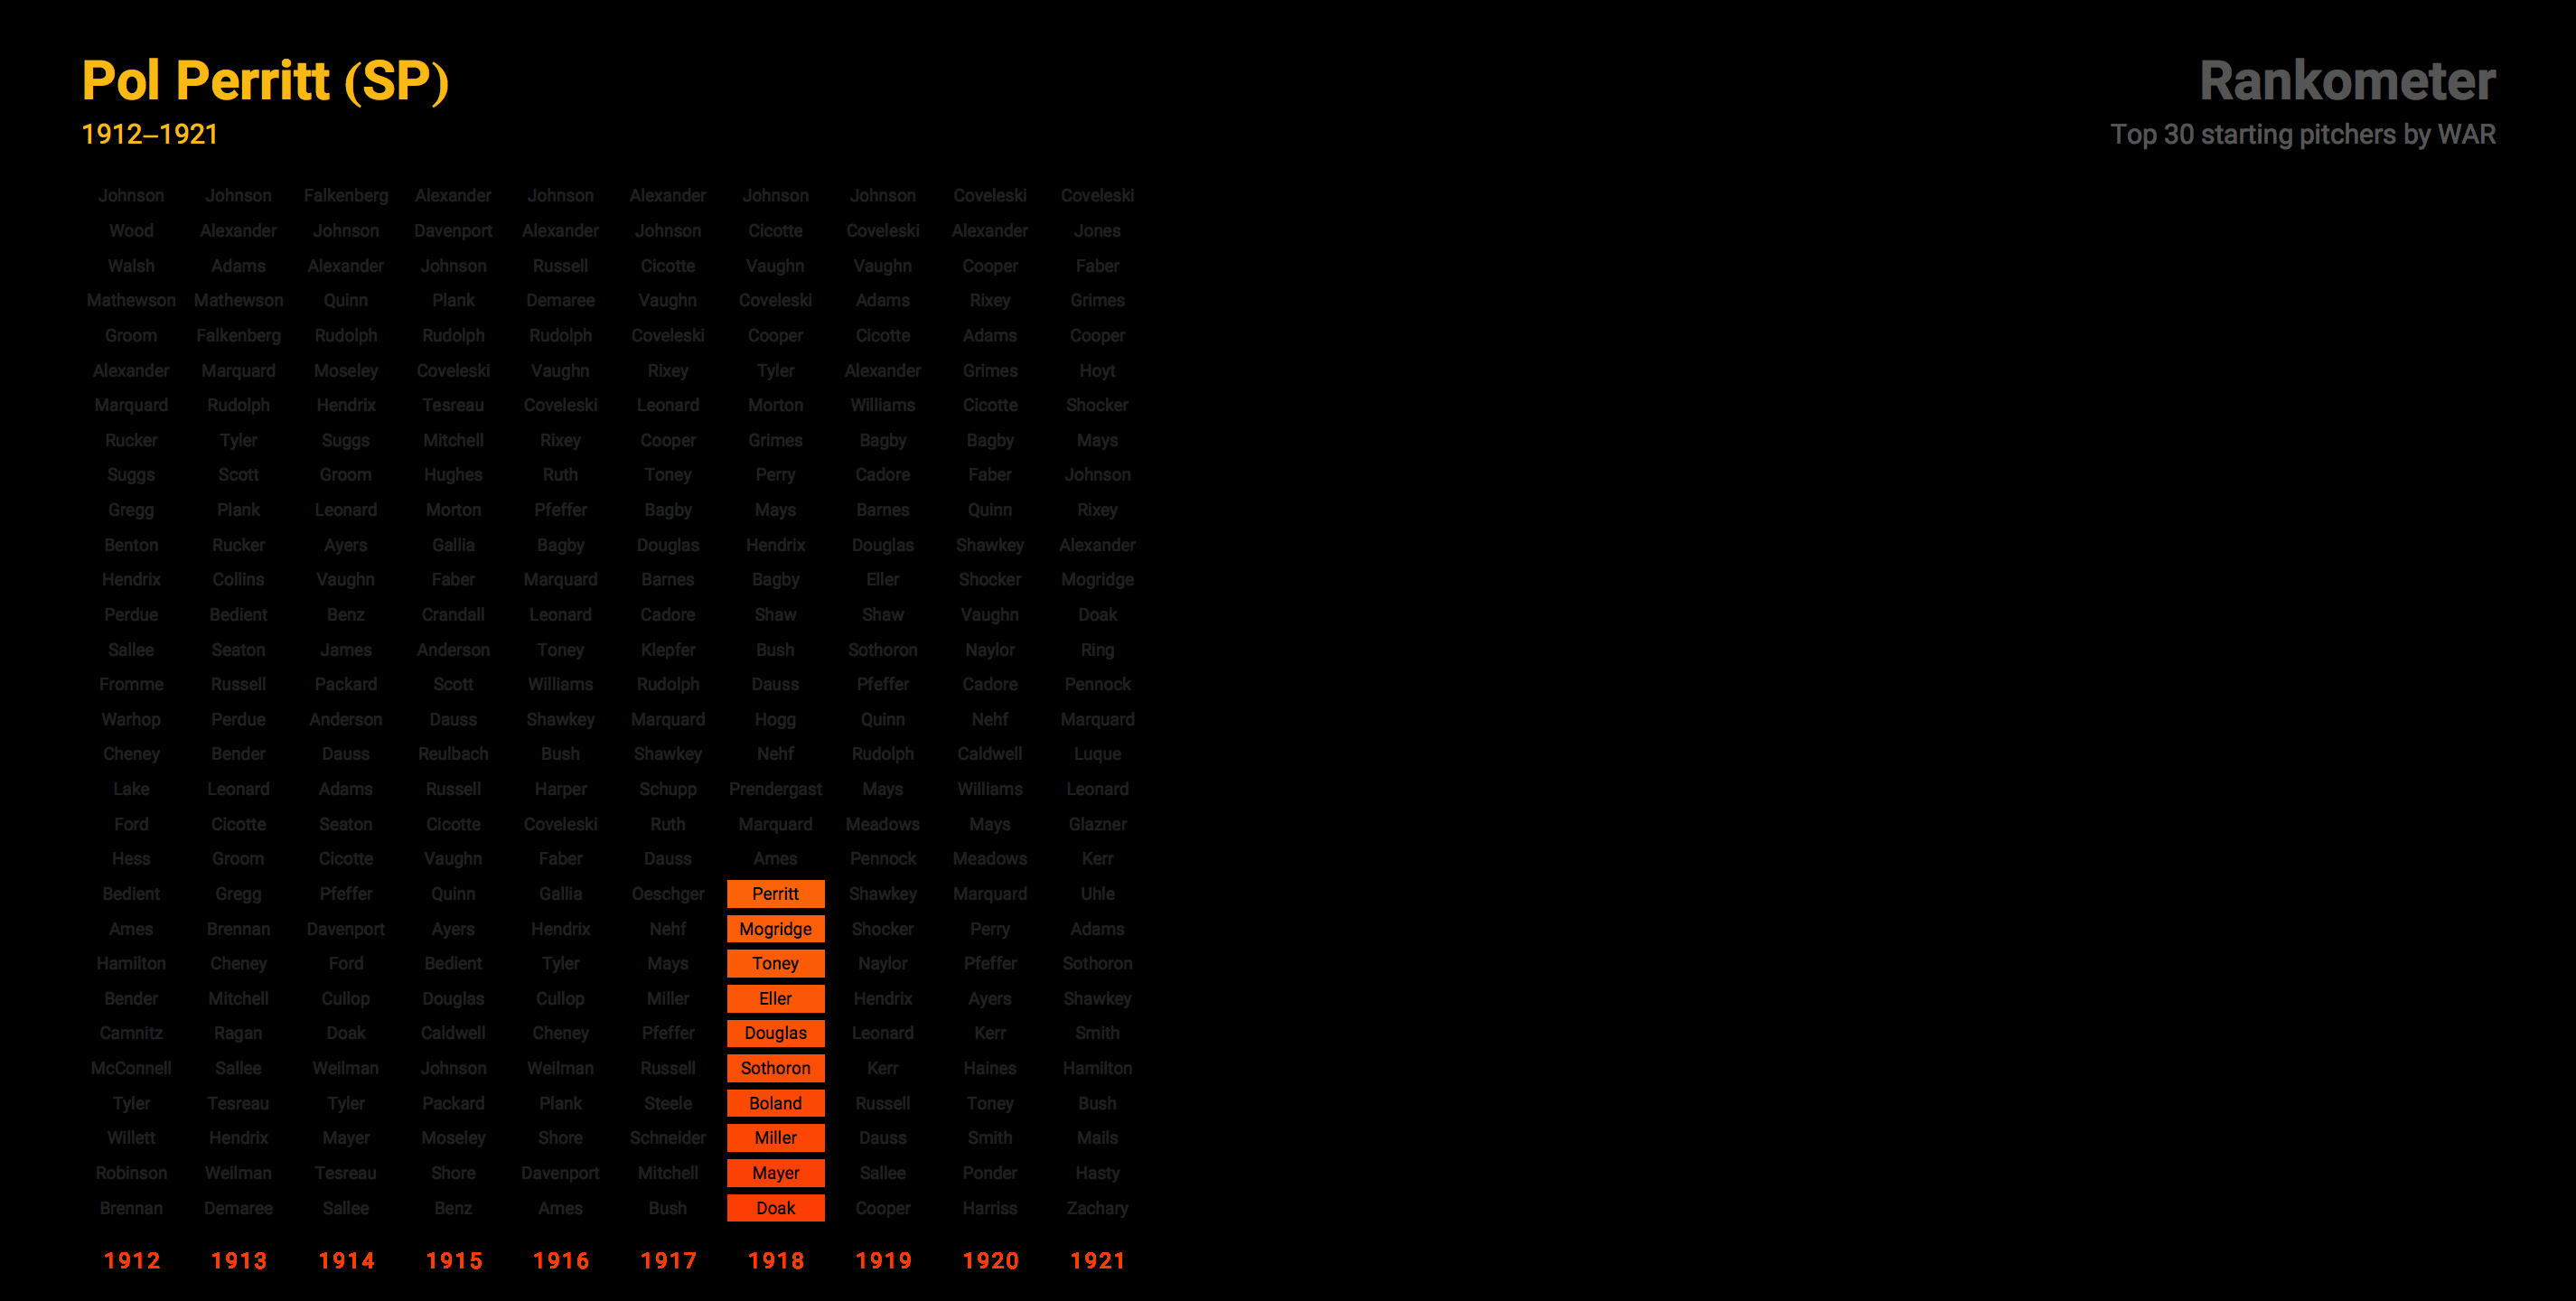 Pol Perritt (SP)
1912–1921
Rankometer
Top 30 starting pitchers by WAR
Johnson Johnson Falkenberg Alexander Johnson Alexander Johnson Johnson Coveleski Coveleski
Wood Alexander Johnson Davenport Alexander Johnson Cicotte Coveleski Alexander Jones
Walsh Adams Alexander Johnson Russell Cicotte Vaughn Vaughn Cooper Faber
Mathewson Mathewson Quinn Plank Demaree Vaughn Coveleski Adams Rixey Grimes
Groom Falkenberg Rudolph Rudolph Rudolph Coveleski Cooper Cicotte Adams Cooper
Alexander Marquard Moseley Coveleski Vaughn Rixey Tyler Alexander Grimes Hoyt
Marquard Rudolph Hendrix Tesreau Coveleski Leonard Morton Williams Cicotte Shocker
Rucker Tyler Suggs Mitchell Rixey Cooper Grimes Bagby Bagby Mays
Suggs Scott Groom Hughes Ruth Toney Perry Cadore Faber Johnson
Gregg Plank Leonard Morton Pfeffer Bagby Mays Barnes Quinn Rixey
Benton Rucker Ayers Gallia Bagby Douglas Hendrix Douglas Shawkey Alexander
Hendrix Collins Vaughn Faber Marquard Barnes Bagby Eller Shocker Mogridge
Perdue Bedient Benz Crandall Leonard Cadore Shaw Shaw Vaughn Doak
Sallee Seaton James Anderson Toney Klepfer Bush Sothoron Naylor Ring
Fromme Russell Packard Scott Williams Rudolph Dauss Pfeffer Cadore Pennock
Warhop Perdue Anderson Dauss Shawkey Marquard Hogg Quinn Nehf Marquard
Cheney Bender Dauss Reulbach Bush Shawkey Nehf Rudolph Caldwell Luque
Lake Leonard Adams Russell Harper Schupp Prendergast Mays Williams Leonard
Ford Cicotte Seaton Cicotte Coveleski Ruth Marquard Meadows Mays Glazner
Hess Groom Cicotte Vaughn Faber Dauss Ames Pennock Meadows Kerr
Bedient Gregg Pfeffer Quinn Gallia Oeschger Perritt Shawkey Marquard Uhle
Ames Brennan Davenport Ayers Hendrix Nehf Mogridge Shocker Perry Adams
Hamilton Cheney Ford Bedient Tyler Mays Toney Naylor Pfeffer Sothoron
Bender Mitchell Cullop Douglas Cullop Miller Eller Hendrix Ayers Shawkey
Camnitz Ragan Doak Caldwell Cheney Pfeffer Douglas Leonard Kerr Smith
McConnell Sallee Weilman Johnson Weilman Russell Sothoron Kerr Haines Hamilton
Tyler Tesreau Tyler Packard Plank Steele Boland Russell Toney Bush
Willett Hendrix Mayer Moseley Shore Schneider Miller Dauss Smith Mails
Robinson Weilman Tesreau Shore Davenport Mitchell Mayer Sallee Ponder Hasty
Brennan Demaree Sallee Benz Ames Bush Doak Cooper Harriss Zachary
1912 1913 1914 1915 1916 1917 1918 1919 1920 1921